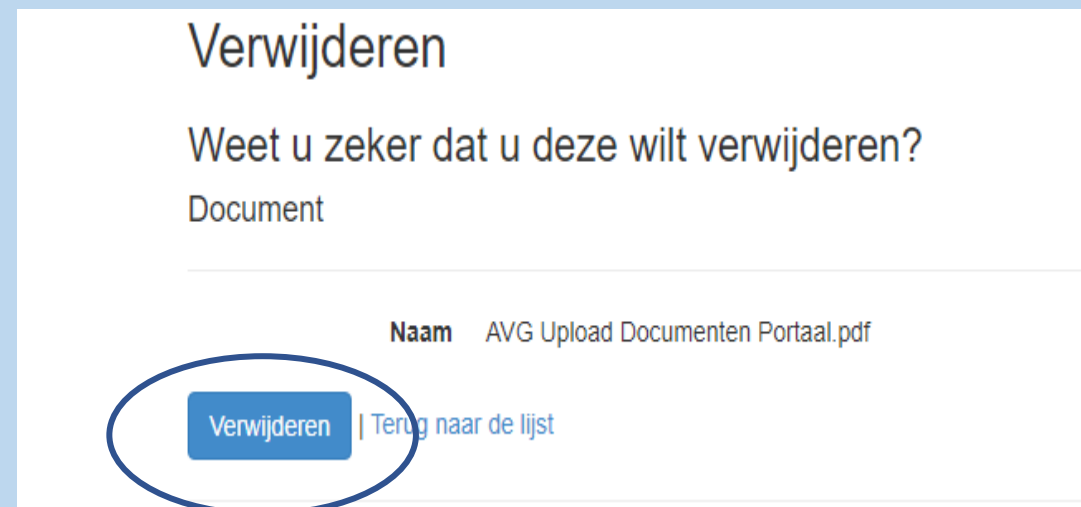 Verwijderen
Weet u zeker dat u deze wilt verwijderen?
Document
Naam AVG Upload Documenten Portaal.pdf
Verwijderen | Terug naar de lijst